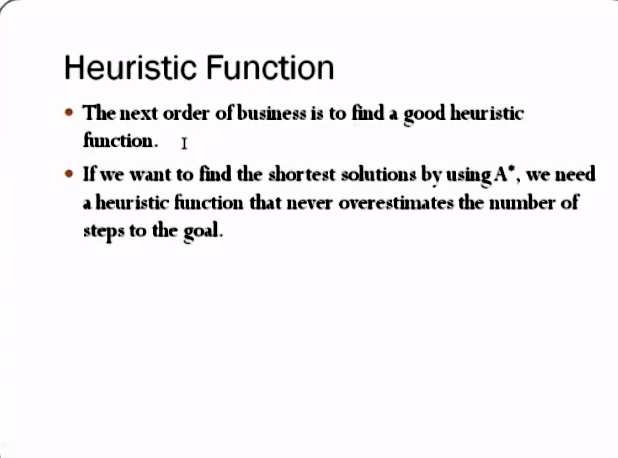 Heuristic Function
• The next order of business is to find a good heuristic
function.
• If we want to find the shortest solutions by using A*, we need
a heuristic function that never overestimates the number of
steps to the goal.